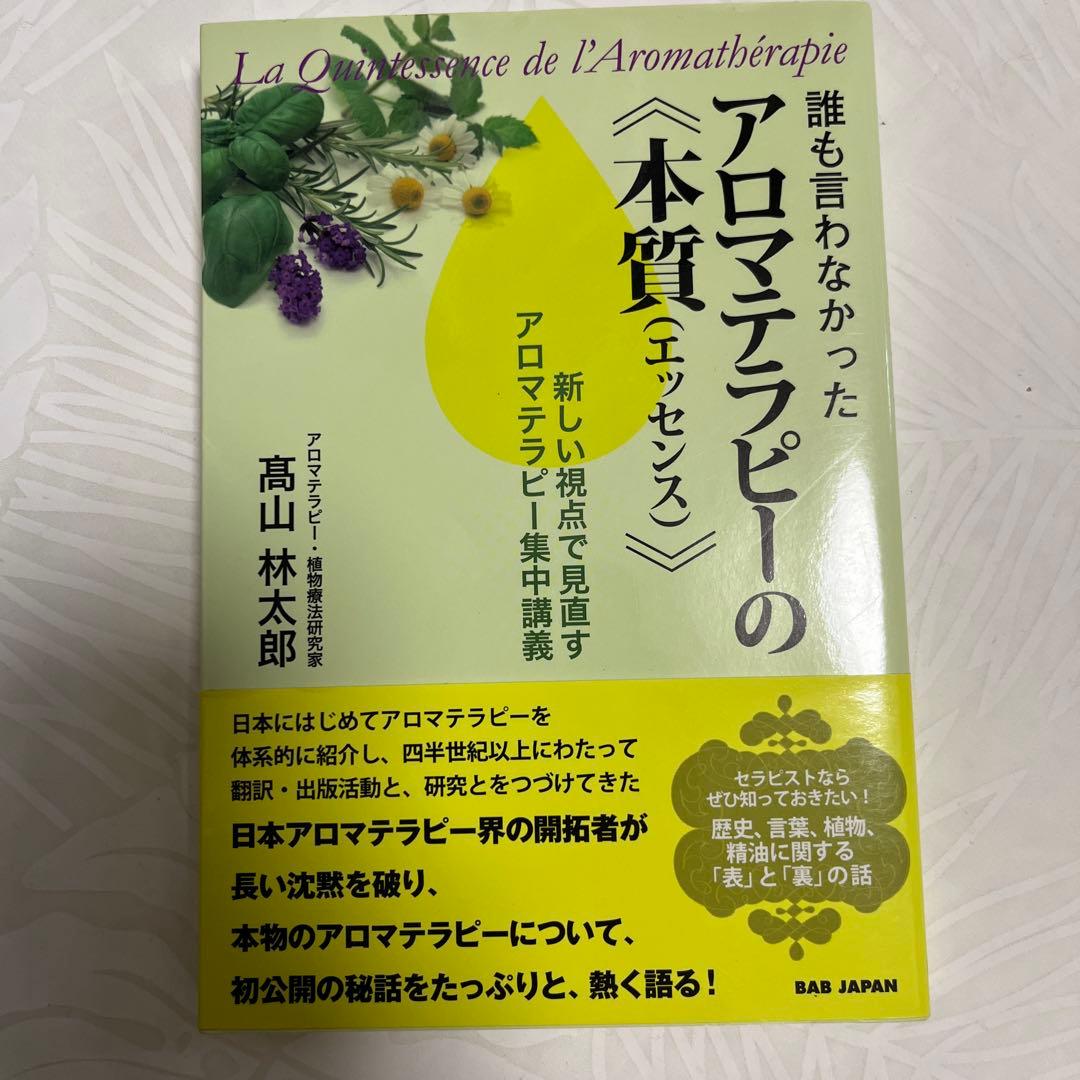 La Quintessence de l'Aromathérapie
誰も言わなかった
アロマテラピーの
《本質(エッセンス)》
新しい視点で見直す
アロマテラピー集中講義
アロマテラピー・植物療法研究家
髙山 林太郎
日本にはじめてアロマテラピーを
体系的に紹介し、四半世紀以上にわたって
翻訳・出版活動と、研究とをつづけてきた
日本アロマテラピー界の開拓者が
長い沈黙を破り、
本物のアロマテラピーについて、
初公開の秘話をたっぷりと、熱く語る!
セラピストなら
ぜひ知っておきたい!
歴史、言葉、植物、
精油に関する
「表」と「裏」の話
BAB JAPAN